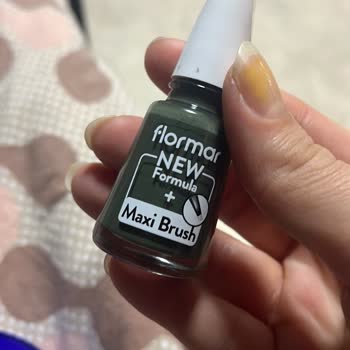 flormar
NEW
Formula
+
Maxi Brush